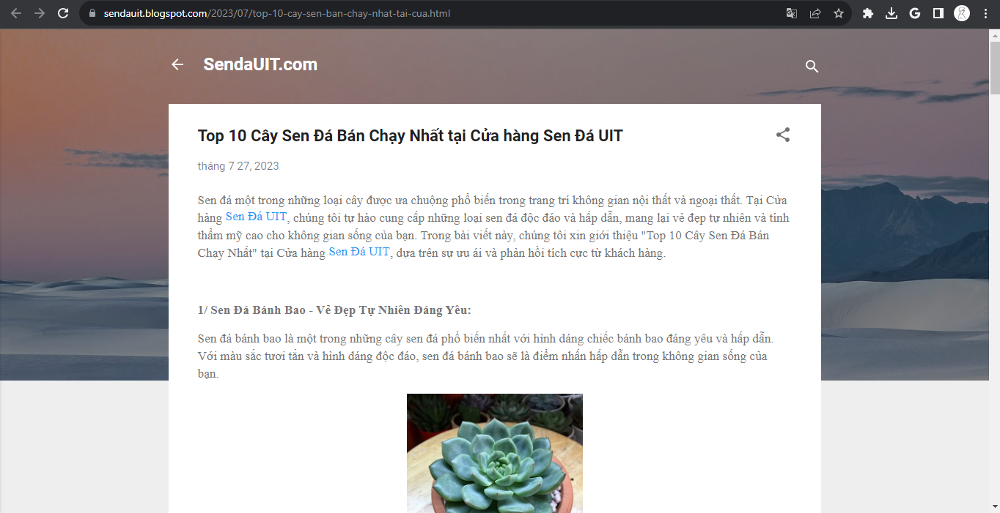 sendauit.blogspot.com/2023/07/top-10-cay-sen-ban-chay-nhat-tai-cua.html
SendaUIT.com
Top 10 Cây Sen Đá Bán Chạy Nhất tại Cửa hàng Sen Đá UIT
tháng 7 27, 2023
Sen đá một trong những loại cây được ưa chuộng phổ biến trong trang trí không gian nội thất và ngoại thất. Tại Cửa
hàng Sen Đá UIT, chúng tôi tự hào cung cấp những loại sen đá độc đáo và hấp dẫn, mang lại vẻ đẹp tự nhiên và tính
thẩm mỹ cao cho không gian sống của bạn. Trong bài viết này, chúng tôi xin giới thiệu "Top 10 Cây Sen Đá Bán
Chạy Nhất" tại Cửa hàng Sen Đá UIT, dựa trên sự ưu ái và phản hồi tích cực từ khách hàng.
1/ Sen Đá Bánh Bao - Vẻ Đẹp Tự Nhiên Đáng Yêu:
Sen đá bánh bao là một trong những cây sen đá phổ biến nhất với hình dáng chiếc bánh bao đáng yêu và hấp dẫn.
Với màu sắc tươi tắn và hình dáng độc đáo, sen đá bánh bao sẽ là điểm nhấn hấp dẫn trong không gian sống của
bạn.